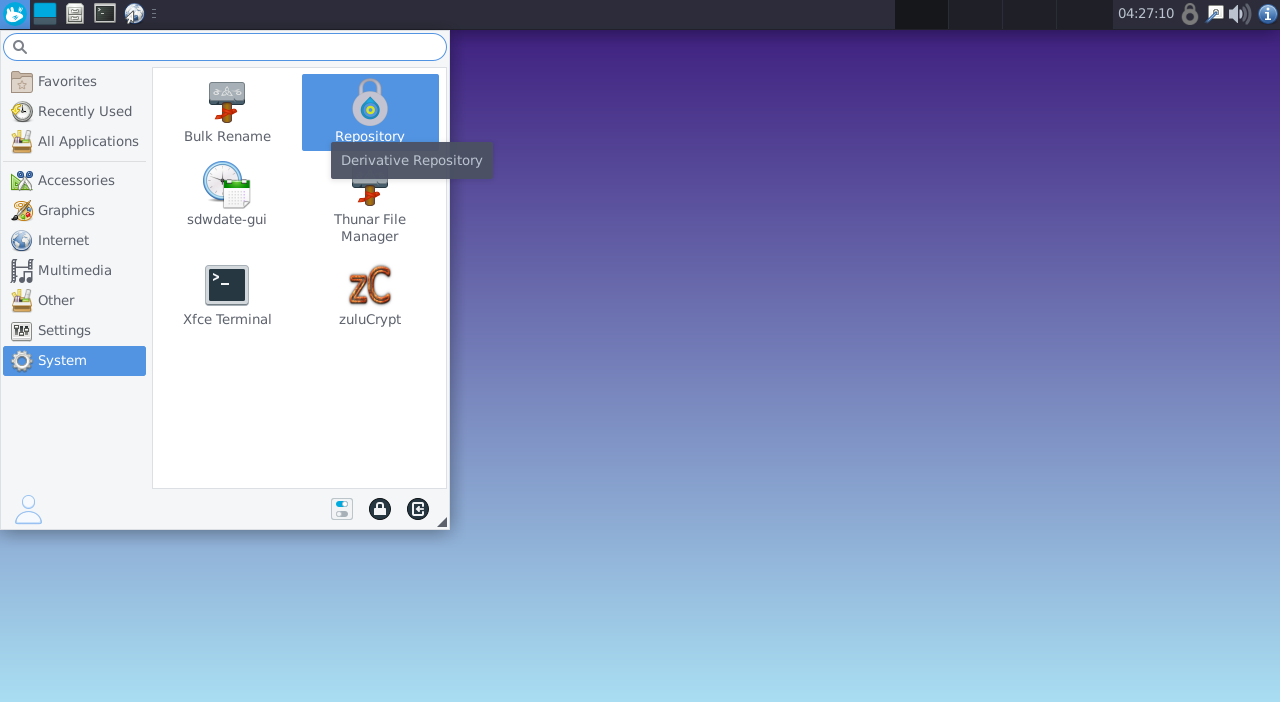 04:27:10
Favorites
Recently Used
All Applications
Accessories
Graphics
Internet
Multimedia
Other
Settings
System
Bulk Rename
Repository
Derivative Repository
sdwdate-gui
Thunar File
Manager
Xfce Terminal
zC
zuluCrypt